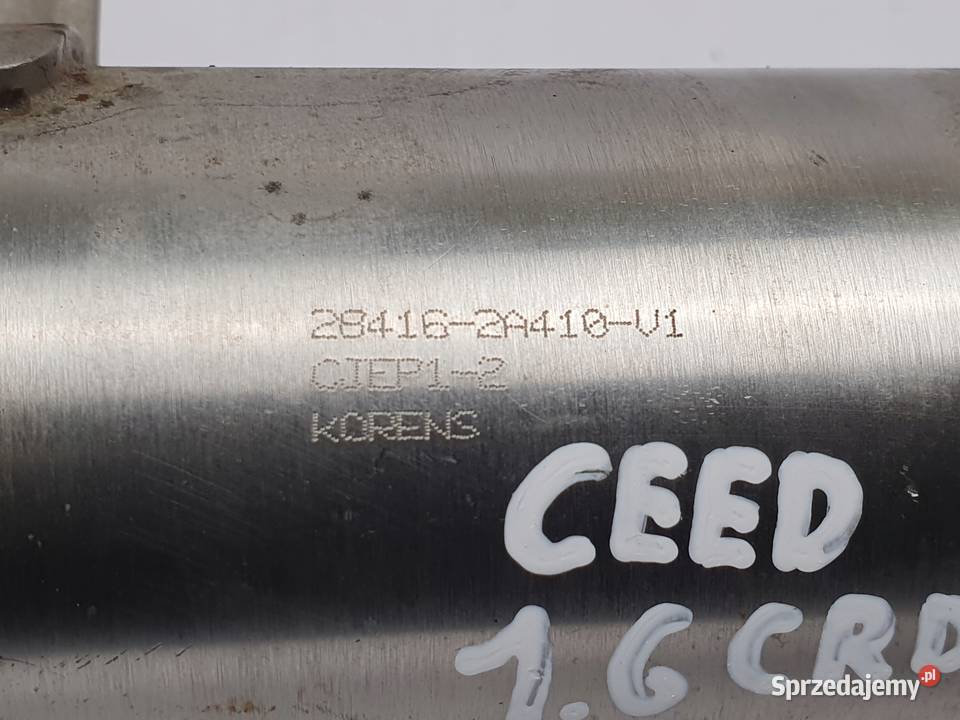 28416-2A410-V1
CJEP1-2
KORENS
CEED
1.6 CRD
Sprzedajemy.pl